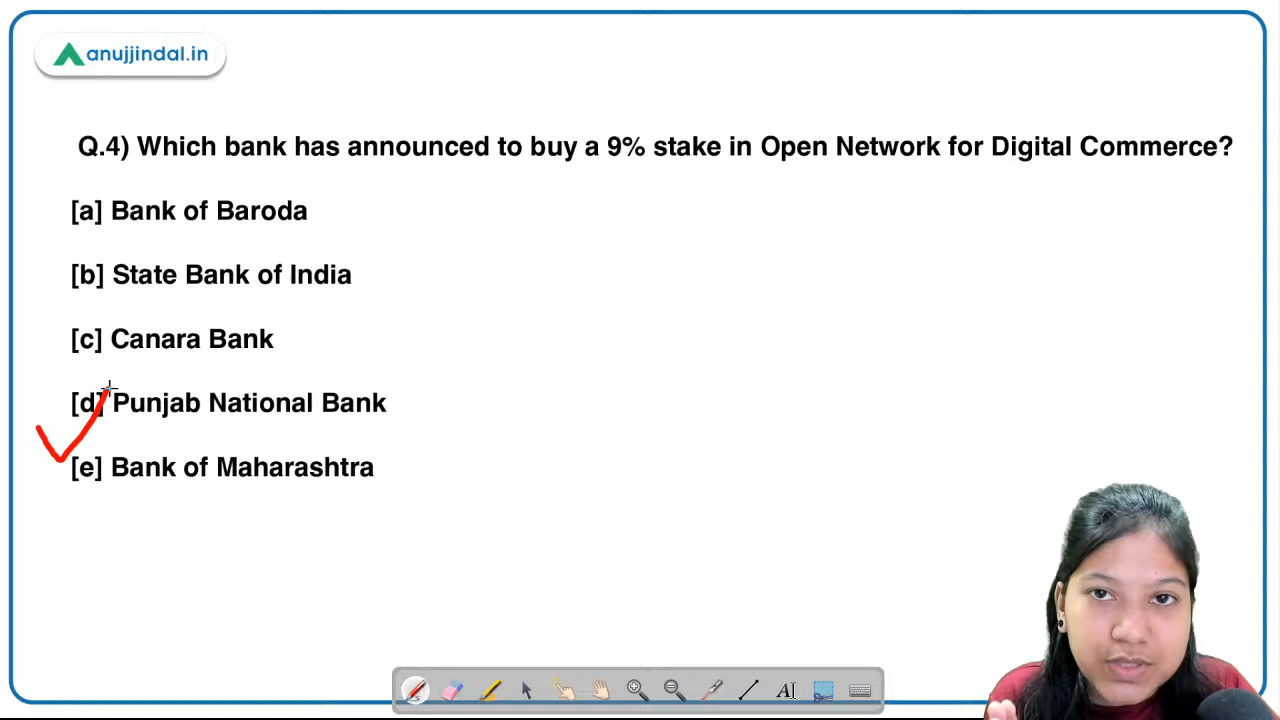 anujjindal.in
Q.4) Which bank has announced to buy a 9% stake in Open Network for Digital Commerce?
[a] Bank of Baroda
[b] State Bank of India
[c] Canara Bank
[d] Punjab National Bank
[e] Bank of Maharashtra
AI